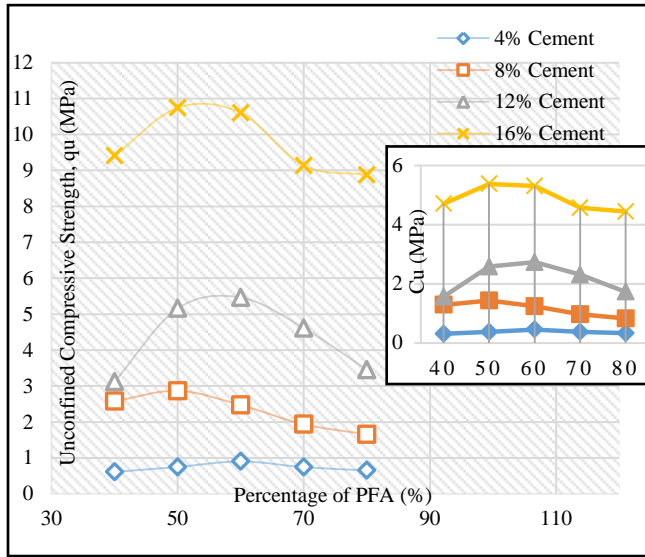 4% Cement
8% Cement
12% Cement
16% Cement
Unconfined Compressive Strength, qu (MPa)
12
11
10
9
8
7
6
5
4
3
2
1
0
30 50 70 90 110
Percentage of PFA (%)
Cu (MPa)
6
4
2
0
40 50 60 70 80